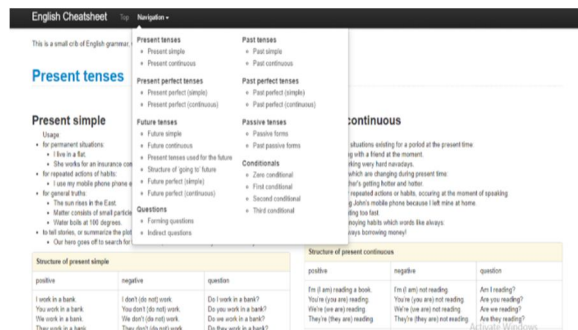 English Cheatsheet Top Navigation
This is a small crib of English grammar,
Present tenses
Present tenses
Present simple
Present continuous
Present perfect tenses
Present perfect (simple)
Present perfect (continuous)
Future tenses
Future simple
Future continuous
Present tenses used for the future
Structure of 'going to' future
Future perfect (simple)
Future perfect (continuous)
Questions
Forming questions
Indirect questions
Past tenses
Past simple
Past continuous
Past perfect tenses
Past perfect (simple)
Past perfect (continuous)
Passive tenses
Passive forms
Past passive forms
Conditionals
Zero conditional
First conditional
Second conditional
Third conditional
Present simple
Usage
for permanent situations:
I live in a flat.
She works for an insurance com
for repeated actions of habits:
I use my mobile phone phone e
for general truths:
The sun rises in the East.
Matter consists of small particle
Water boils at 100 degrees.
to tell stories, or summarize the plot
Our hero goes off to search for
Structure of present simple
positive negative question
I work in a bank. I don't (do not) work. Do I work in a bank?
You work in a bank. You don't (do not) work. Do you work in a bank?
We work in a bank. We don't (do not) work. Do we work in a bank?
They work in a bank. They don't (do not) work. Do they work in a bank?
continuous
situations existing for a period at the present time:
g with a friend at the moment.
king very hard nowadays.
which are changing during present time:
her's getting hotter and hotter.
repeated actions or habits, occuring at the moment of speaking
g John's mobile phone because I left mine at home.
ting too fast.
noying habits which words like always:
ways borrowing money!
Structure of present continuous
positive negative question
I'm (I am) reading a book. I'm (I am) not reading. Am I reading?
You're (you are) reading. You're (you are) not reading. Are you reading?
We're (we are) reading. We're (we are) not reading. Are we reading?
They're (they are) reading. They're (they are) not reading. Are they reading?
Activate Windows